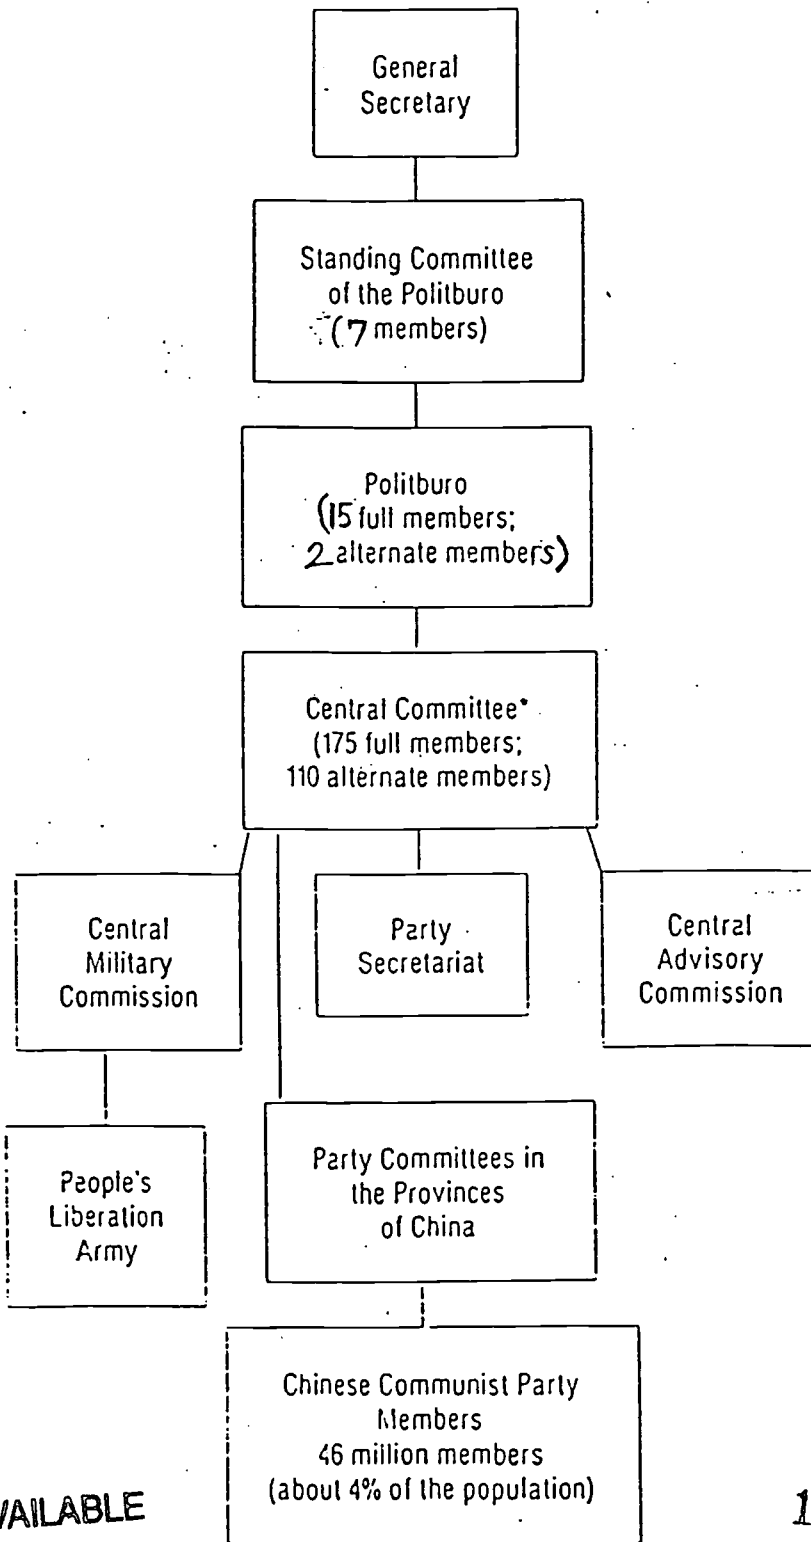 General
Secretary
Standing Committee
of the Politburo
(7 members)
Politburo
(15 full members;
2 alternate members)
Central Committee*
(175 full members;
110 alternate members)
Central
Military
Commission
Party
Secretariat
Central
Advisory
Commission
People's
Liberation
Army
Party Committees in
the Provinces
of China
Chinese Communist Party
Members
46 million members
(about 4% of the population)
VAILABLE
1